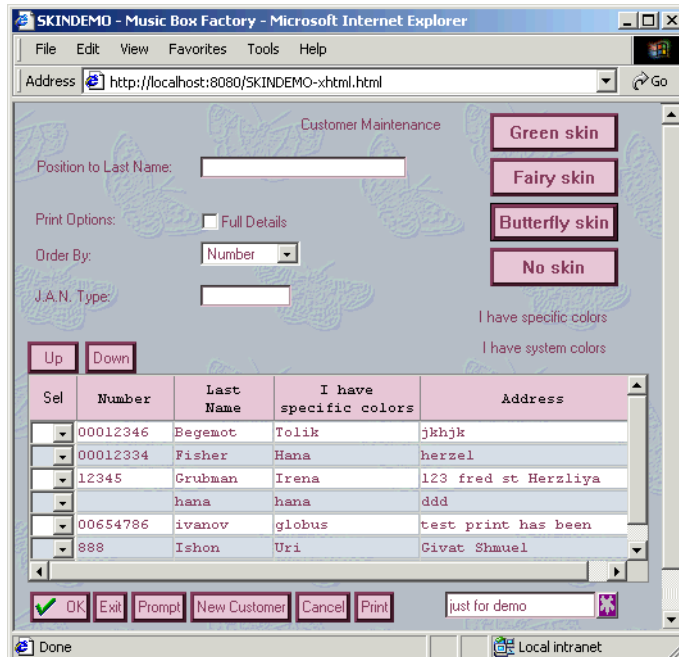 SKINDEMO - Music Box Factory - Microsoft Internet Explorer
File Edit View Favorites Tools Help
Address http://localhost:8080/SKINDEMO-xhtml.html Go
Customer Maintenance
Green skin
Position to Last Name:
Fairy skin
Print Options: Full Details
Butterfly skin
Order By: Number
No skin
J.A.N. Type:
I have specific colors
I have system colors
Up Down
Sel Number Last Name I have specific colors Address
00012346 Begemot Tolik jkhjk
00012334 Fisher Hana herzel
12345 Grubman Irena 123 fred st Herzliya
hana hana ddd
00654786 ivanov globus test print has been
888 Ishon Uri Givat Shmuel
OK Exit Prompt New Customer Cancel Print just for demo
Done Local intranet